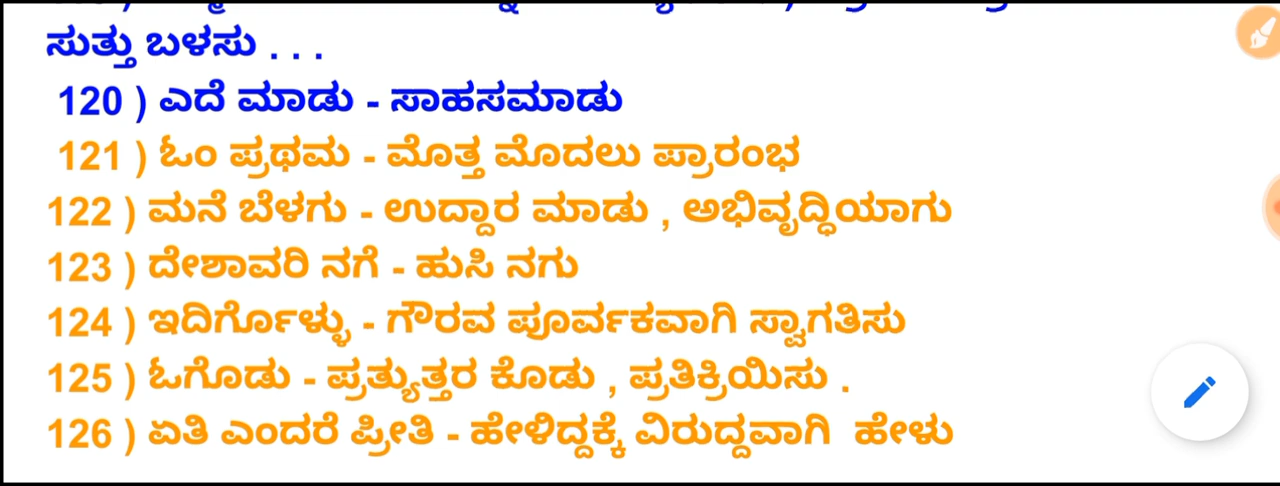 ಸುತ್ತು ಬಳಸು . . .
120 ) ಎದೆ ಮಾಡು - ಸಾಹಸಮಾಡು
121 ) ಓಂ ಪ್ರಥಮ - ಮೊತ್ತ ಮೊದಲು ಪ್ರಾರಂಭ
122 ) ಮನೆ ಬೆಳಗು - ಉದ್ದಾರ ಮಾಡು , ಅಭಿವೃದ್ಧಿಯಾಗು
123 ) ದೇಶಾವರಿ ನಗೆ - ಹುಸಿ ನಗು
124 ) ಇದಿರ್ಗೊಳ್ಳು - ಗೌರವ ಪೂರ್ವಕವಾಗಿ ಸ್ವಾಗತಿಸು
125 ) ಓಗೊಡು - ಪ್ರತ್ಯುತ್ತರ ಕೊಡು , ಪ್ರತಿಕ್ರಿಯಿಸು .
126 ) ಏತಿ ಎಂದರೆ ಪ್ರೀತಿ - ಹೇಳಿದ್ದಕ್ಕೆ ವಿರುದ್ದವಾಗಿ ಹೇಳು